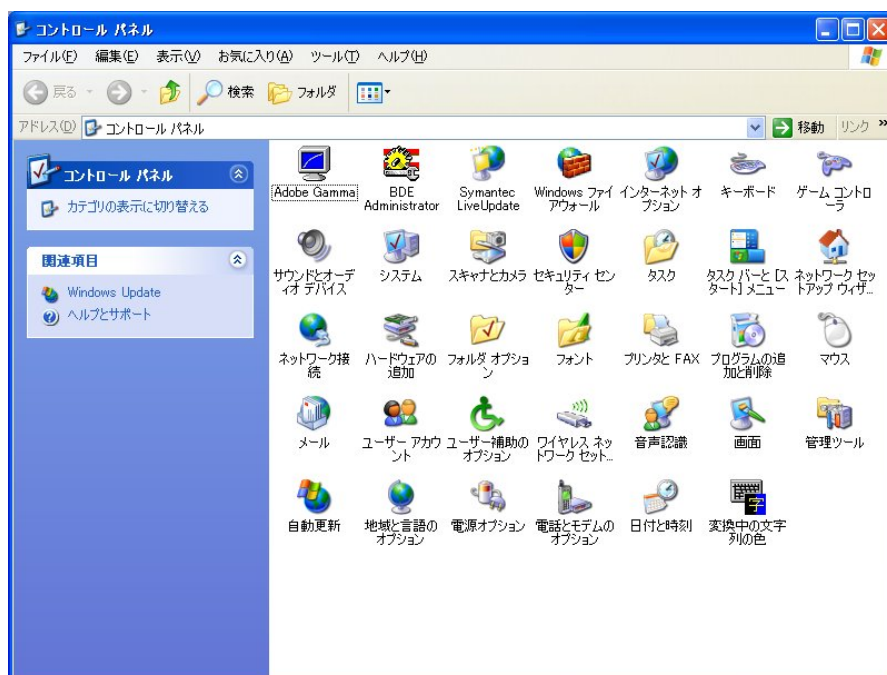 コントロール パネル
ファイル(F) 編集(E) 表示(V) お気に入り(A) ツール(T) ヘルプ(H)
戻る 検索 フォルダ
アドレス(D) コントロール パネル 移動 リンク »
コントロール パネル
カテゴリの表示に切り替える
関連項目
Windows Update
ヘルプとサポート
Adobe Gamma
BDE
Administrator
Symantec
LiveUpdate
Windows ファイ
アウォール
インターネット オ
プション
キーボード
ゲーム コントロ
ーラ
サウンドとオーデ
ィオ デバイス
システム
スキャナとカメラ
セキュリティ セン
ター
タスク
タスク バーと [ス
タート] メニュー
ネットワーク セッ
トアップ ウィザ...
ネットワーク接
続
ハードウェアの
追加
フォルダ オプショ
ン
フォント
プリンタと FAX
プログラムの追
加と削除
マウス
メール
ユーザー アカウ
ント
ユーザー補助の
オプション
ワイヤレス ネッ
トワーク セット...
音声認識
画面
管理ツール
自動更新
地域と言語の
オプション
電源オプション
電話とモデムの
オプション
日付と時刻
変換中の文字
列の色
字